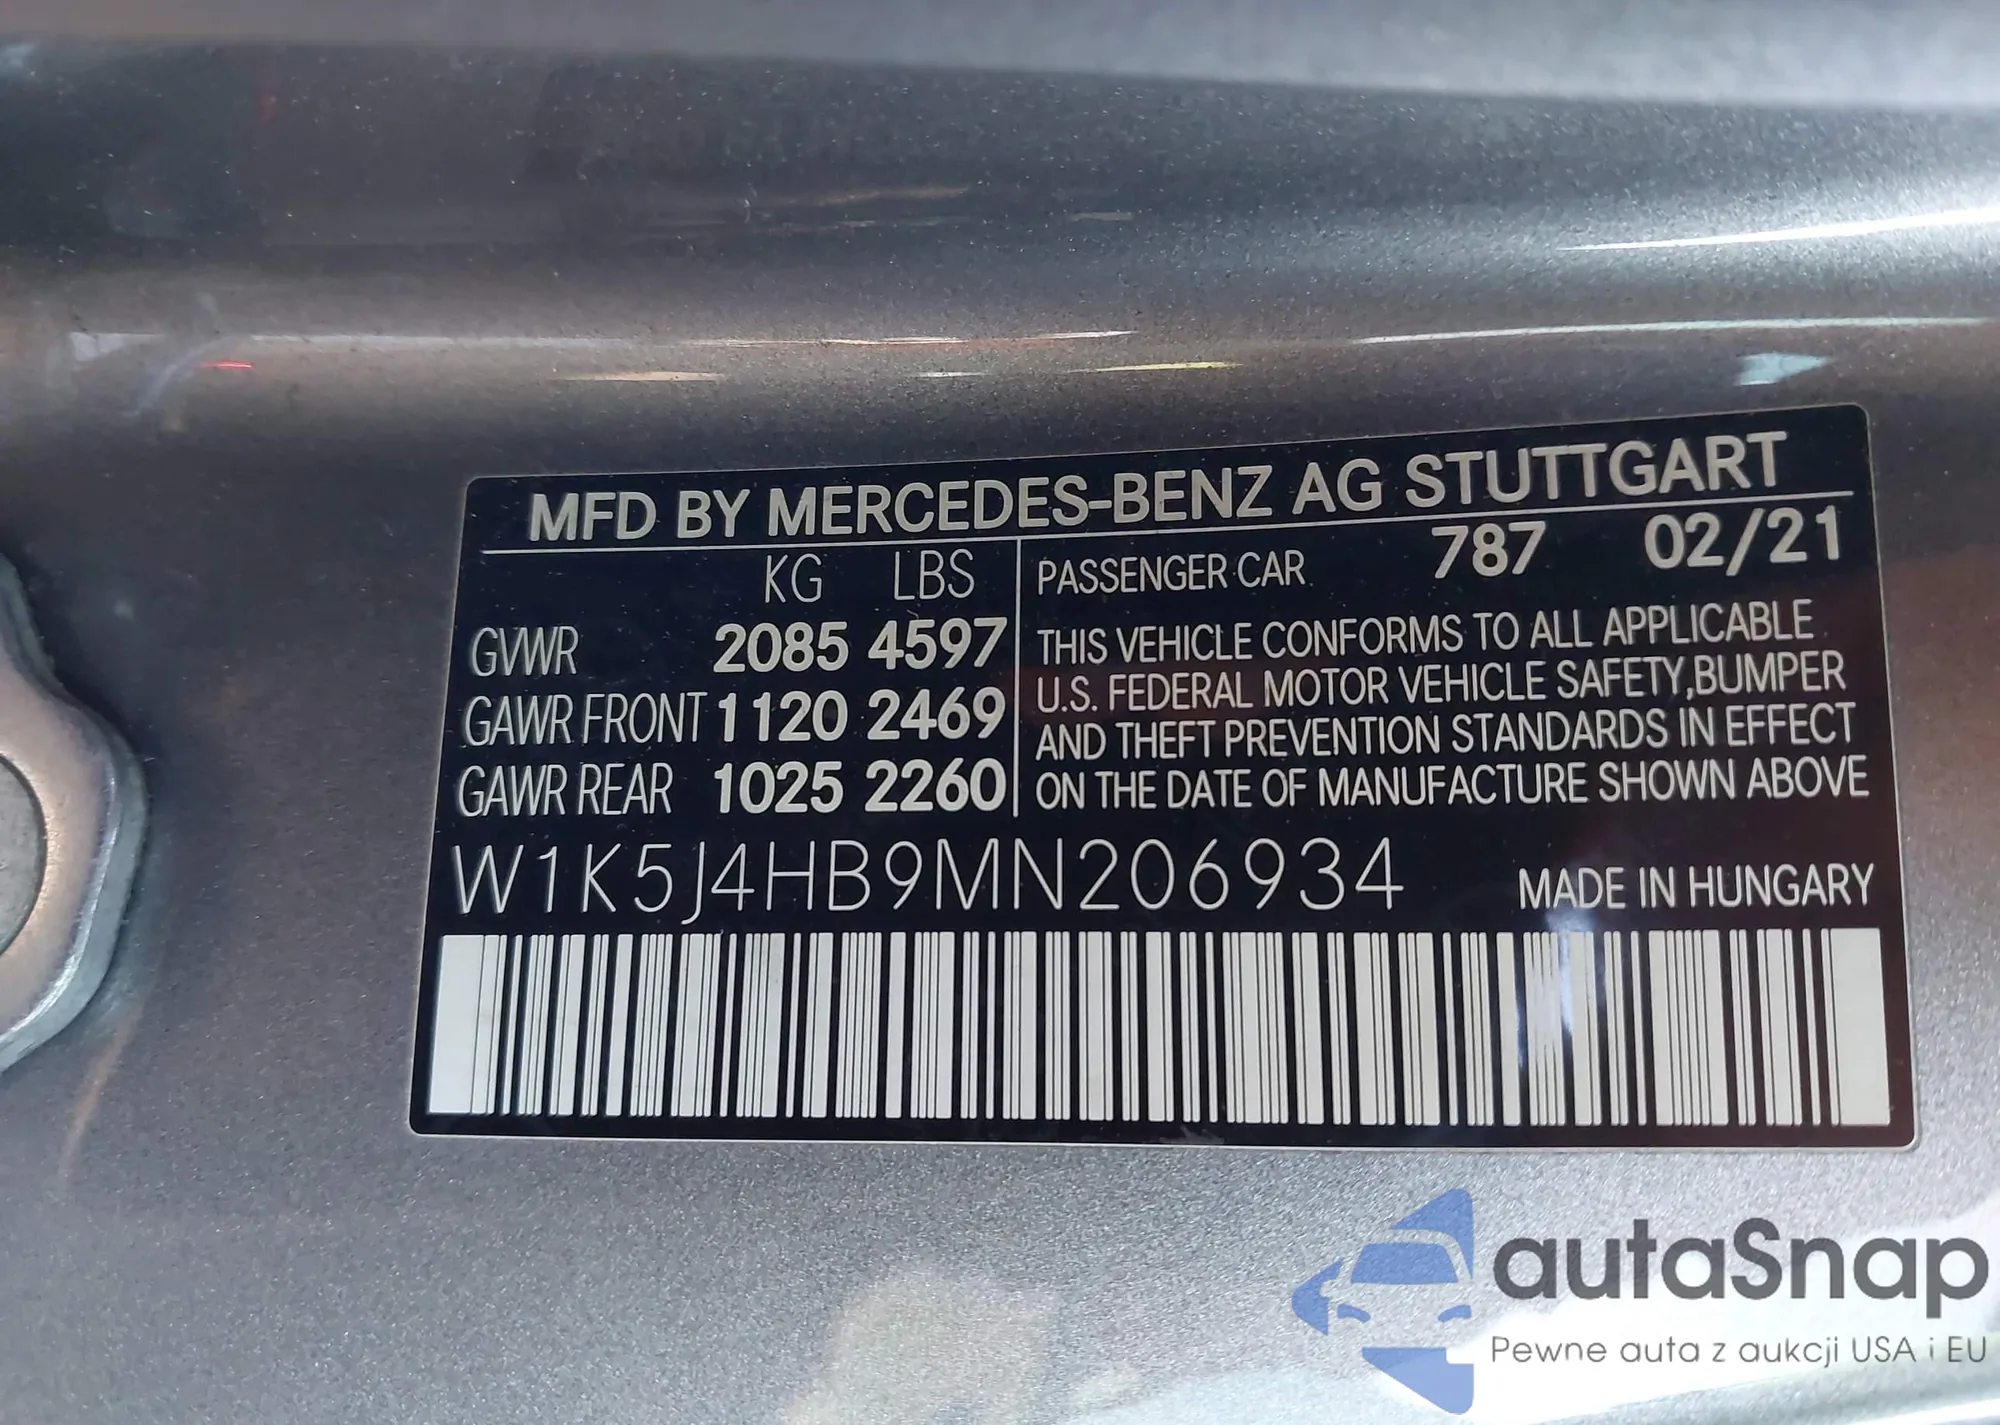 MFD BY MERCEDES-BENZ AG STUTTGART
KG LBS
GVWR 2085 4597
GAWR FRONT 1120 2469
GAWR REAR 1025 2260
PASSENGER CAR 787 02/21
THIS VEHICLE CONFORMS TO ALL APPLICABLE
U.S. FEDERAL MOTOR VEHICLE SAFETY,BUMPER
AND THEFT PREVENTION STANDARDS IN EFFECT
ON THE DATE OF MANUFACTURE SHOWN ABOVE
W1K5J4HB9MN206934
MADE IN HUNGARY
autaSnap
Pewne auta z aukcji USA i EU